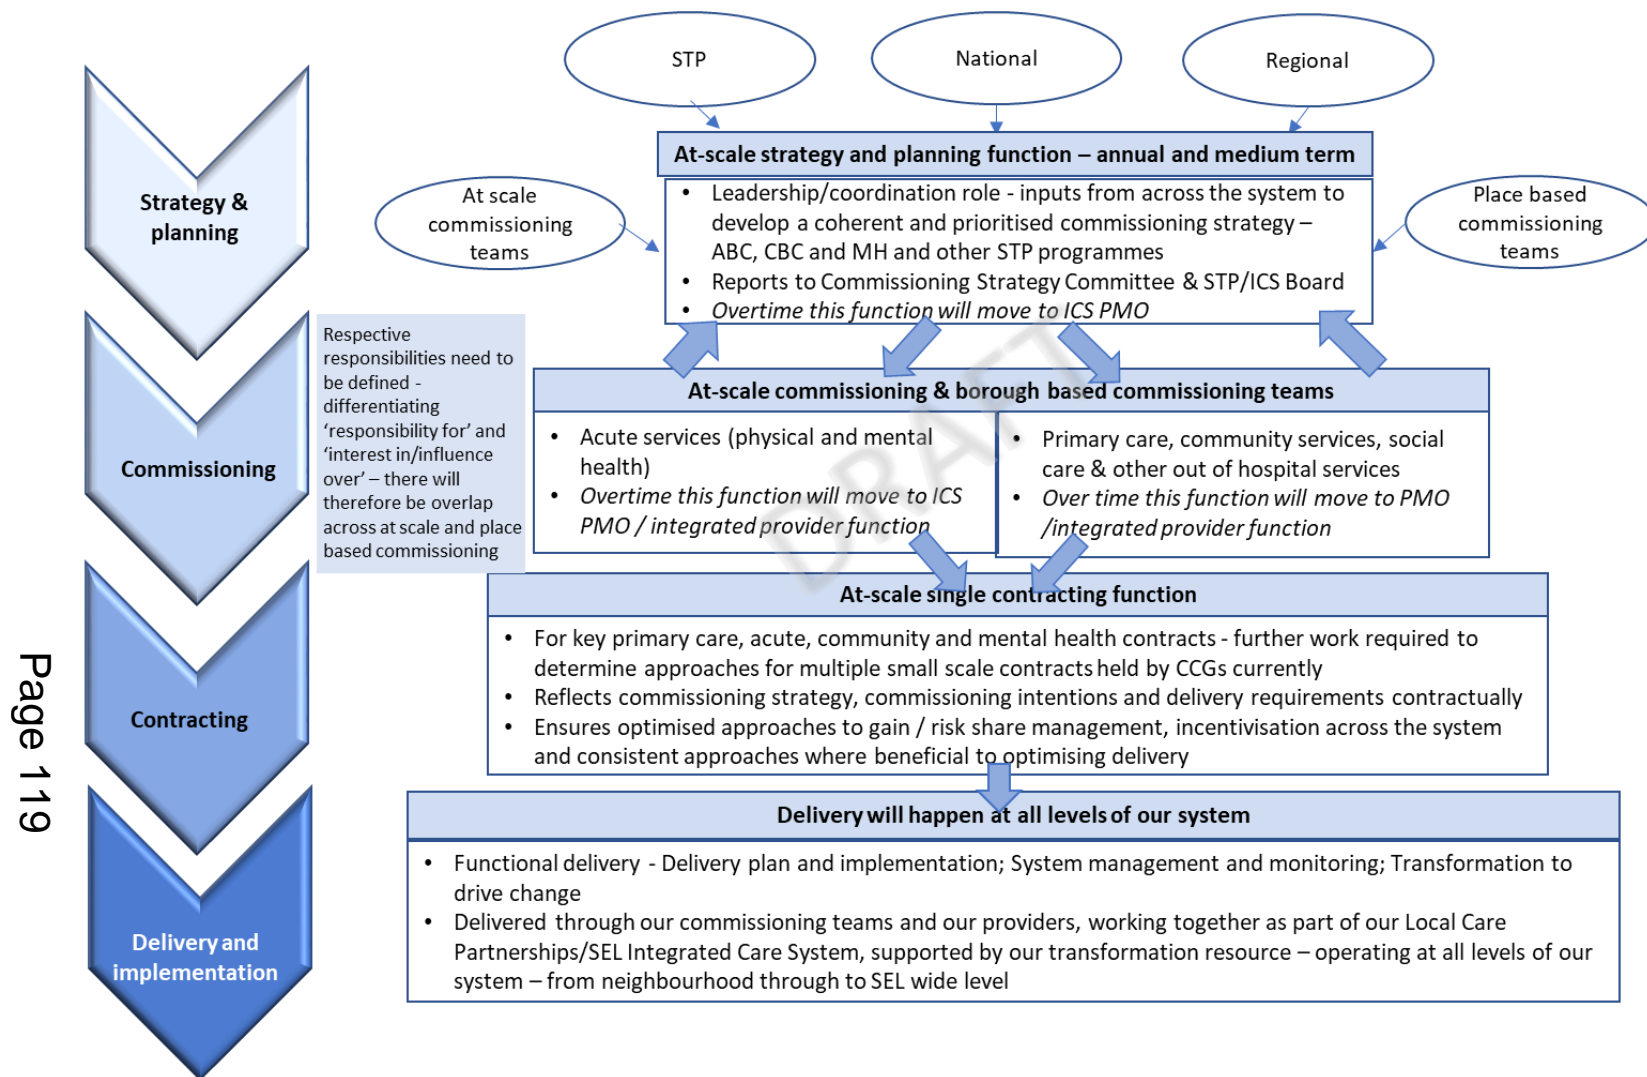 STP
National
Regional
At-scale strategy and planning function – annual and medium term
At scale
commissioning
teams
• Leadership/coordination role - inputs from across the system to
develop a coherent and prioritised commissioning strategy –
ABC, CBC and MH and other STP programmes
• Reports to Commissioning Strategy Committee & STP/ICS Board
• Overtime this function will move to ICS PMO
Place based
commissioning
teams
Strategy &
planning
Respective
responsibilities need to
be defined -
differentiating
'responsibility for' and
'interest in/influence
over' – there will
therefore be overlap
across at scale and place
based commissioning
Commissioning
At-scale commissioning & borough based commissioning teams
• Acute services (physical and mental
health)
• Overtime this function will move to ICS
PMO / integrated provider function
• Primary care, community services, social
care & other out of hospital services
• Over time this function will move to PMO
/integrated provider function
DRAFT
Contracting
At-scale single contracting function
• For key primary care, acute, community and mental health contracts - further work required to
determine approaches for multiple small scale contracts held by CCGs currently
• Reflects commissioning strategy, commissioning intentions and delivery requirements contractually
• Ensures optimised approaches to gain / risk share management, incentivisation across the system
and consistent approaches where beneficial to optimising delivery
Delivery and
implementation
Delivery will happen at all levels of our system
• Functional delivery - Delivery plan and implementation; System management and monitoring; Transformation to
drive change
• Delivered through our commissioning teams and our providers, working together as part of our Local Care
Partnerships/SEL Integrated Care System, supported by our transformation resource – operating at all levels of our
system – from neighbourhood through to SEL wide level
Page 119